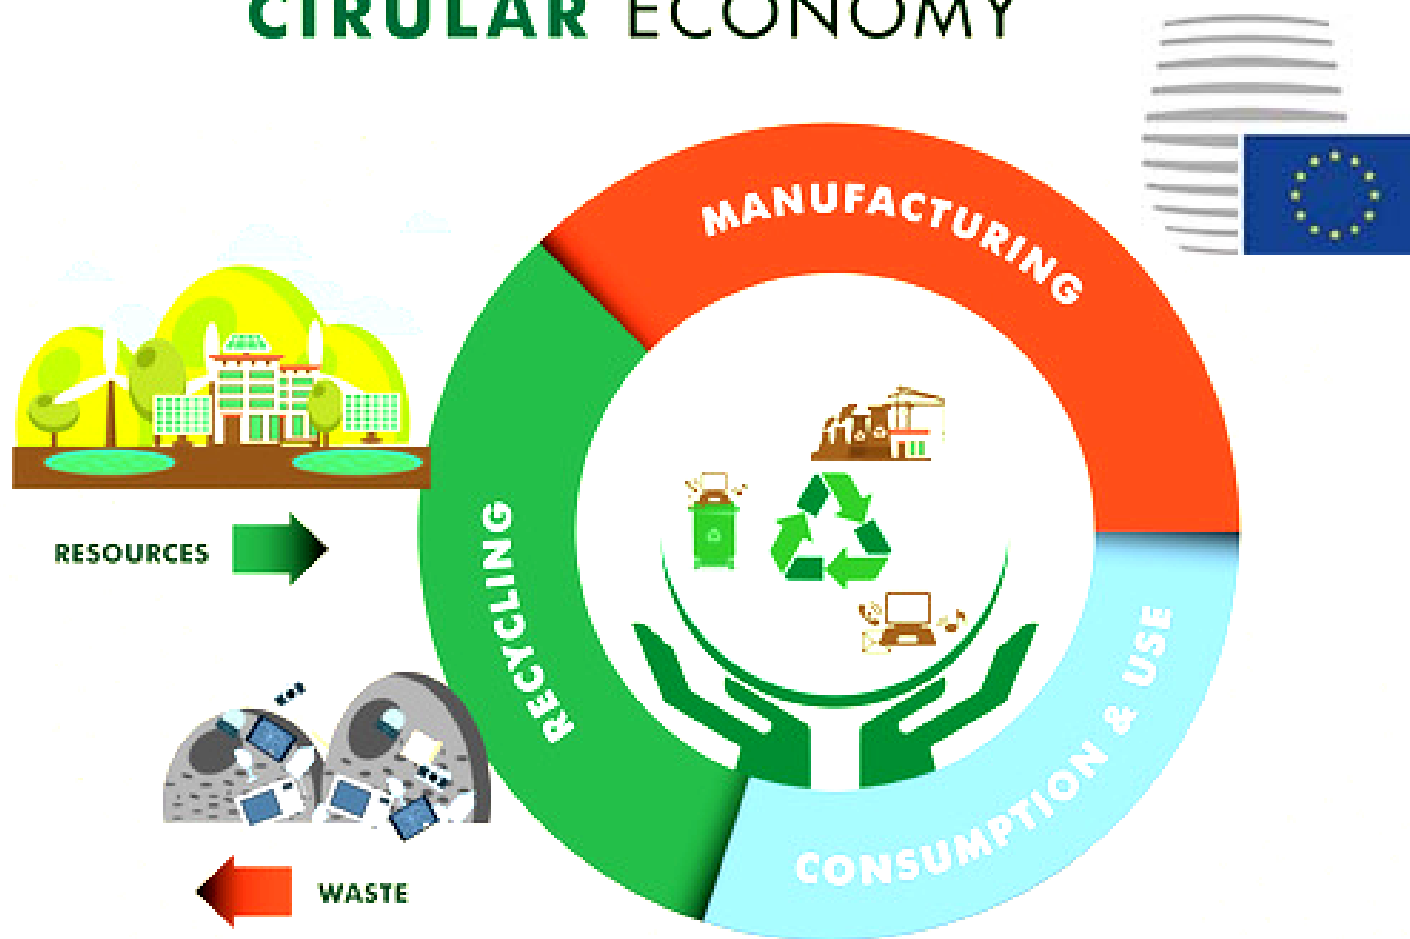 CIRULAR ECONOMY
MANUFACTURING
RESOURCES
RECYCLING
CONSUMPTION & USE
WASTE